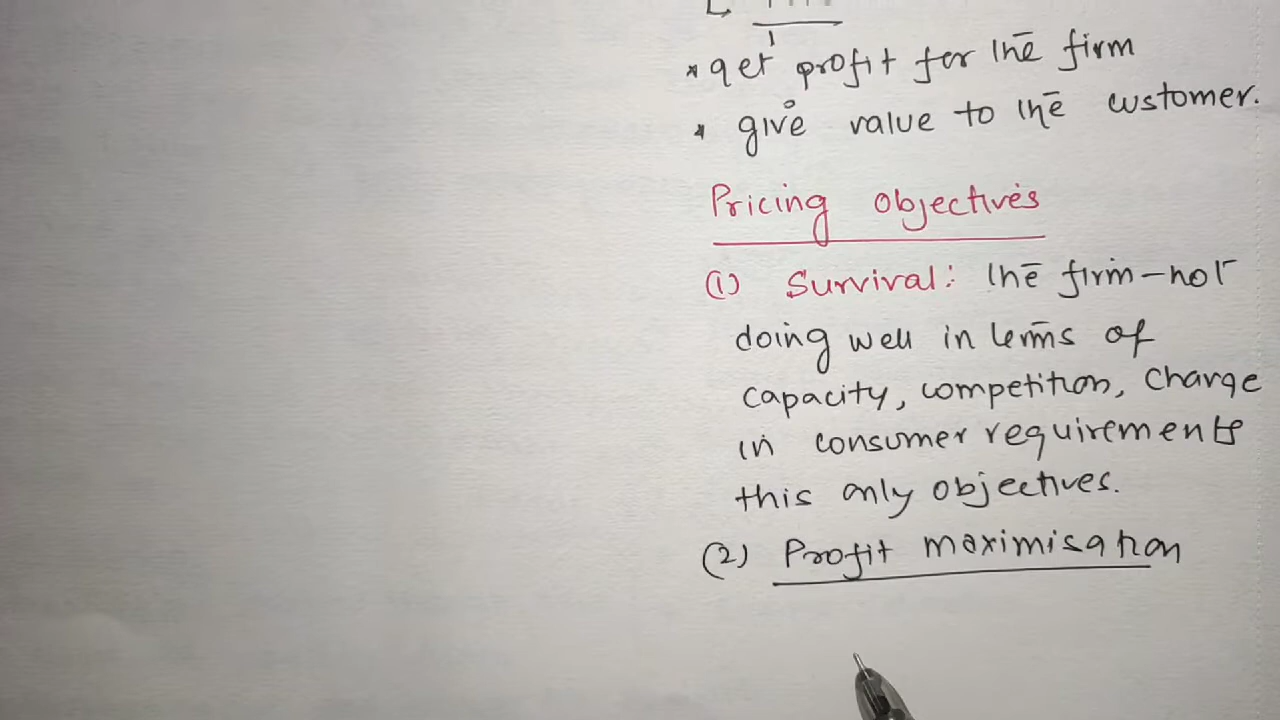 * get profit for the firm
* give value to the customer.
Pricing Objectives
(1) Survival: the firm - not
doing well in terms of
capacity, competition, Change
in consumer requirements
this only objectives.
(2) Profit maximisation